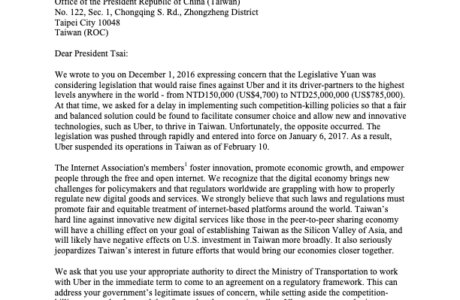 Office of the President Republic of China (Taiwan)
No. 122, Sec. 1, Chongqing S. Rd., Zhongzheng District
Taipei City 10048
Taiwan (ROC)
Dear President Tsai:
We wrote to you on December 1, 2016 expressing concern that the Legislative Yuan was
considering legislation that would raise fines against Uber and it its driver-partners to the highest
levels anywhere in the world - from NTD150,000 (US$4,700) to NTD25,000,000 (US$785,000).
At that time, we asked for a delay in implementing such competition-killing policies so that a fair
and balanced solution could be found to facilitate consumer choice and allow new and innovative
technologies, such as Uber, to thrive in Taiwan. Unfortunately, the opposite occurred. The
legislation was pushed through rapidly and entered into force on January 6, 2017. As a result,
Uber suspended its operations in Taiwan as of February 10.
The Internet Association's members¹ foster innovation, promote economic growth, and empower
people through the free and open internet. We recognize that the digital economy brings new
challenges for policymakers and that regulators worldwide are grappling with how to properly
regulate new digital goods and services. We strongly believe that such laws and regulations must
promote fair and equitable treatment of internet-based platforms around the world. Taiwan's
hard line against innovative new digital services like those in the peer-to-peer sharing economy
will have a chilling effect on your goal of establishing Taiwan as the Silicon Valley of Asia, and
will likely have negative effects on U.S. investment in Taiwan more broadly. It also seriously
jeopardizes Taiwan's interest in future efforts that would bring our economies closer together.
We ask that you use your appropriate authority to direct the Ministry of Transportation to work
with Uber in the immediate term to come to an agreement on a regulatory framework. This can
address your government's legitimate issues of concern, while setting aside the competition-